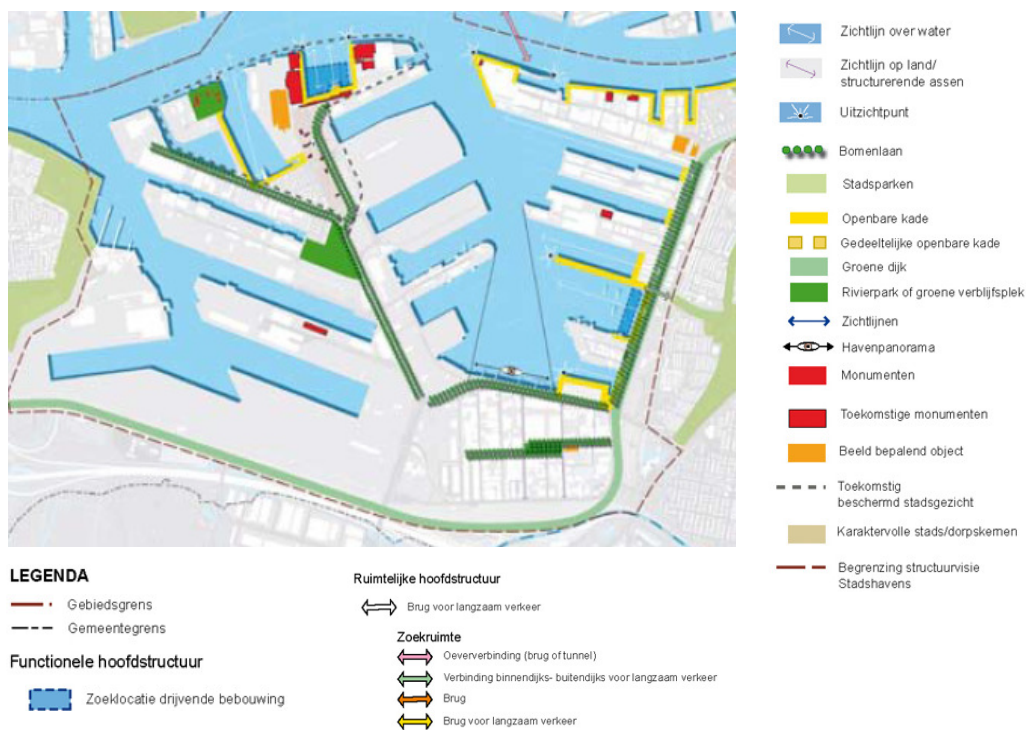 Zichtlijn over water
Zichtlijn op land/
structurerende assen
Uitzichtpunt
Bomenlaan
Stadsparken
Openbare kade
Gedeeltelijke openbare kade
Groene dijk
Rivierpark of groene verblijfsplek
Zichtlijnen
Havenpanorama
Monumenten
Toekomstige monumenten
Beeld bepalend object
Toekomstig
beschermd stadsgezicht
Karaktervolle stads/dorpskernen
Begrenzing structuurvisie
Stadshavens
LEGENDA
Gebiedsgrens
Gemeentegrens
Functionele hoofdstructuur
Zoeklocatie drijvende bebouwing
Ruimtelijke hoofdstructuur
Brug voor langzaam verkeer
Zoekruimte
Oeververbinding (brug of tunnel)
Verbinding binnendijks- buitendijks voor langzaam verkeer
Brug
Brug voor langzaam verkeer